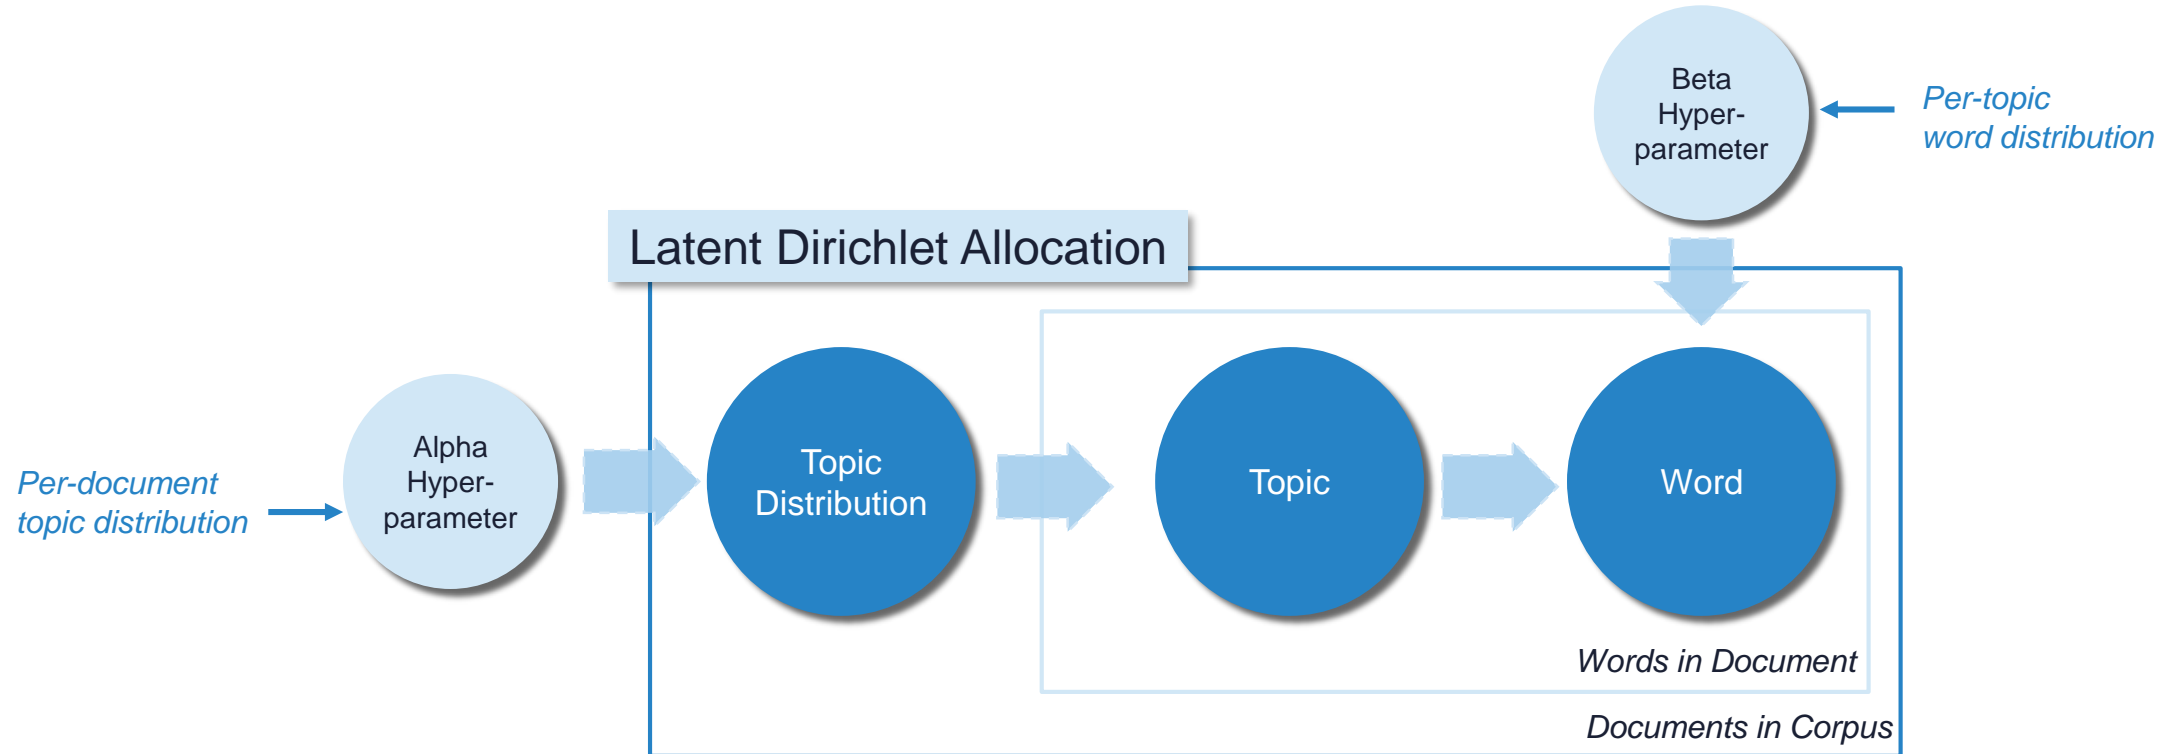 Beta
Hyper-
parameter
Per-topic
word distribution
Latent Dirichlet Allocation
Per-document
topic distribution
Alpha
Hyper-
parameter
Topic
Distribution
Topic
Word
Words in Document
Documents in Corpus